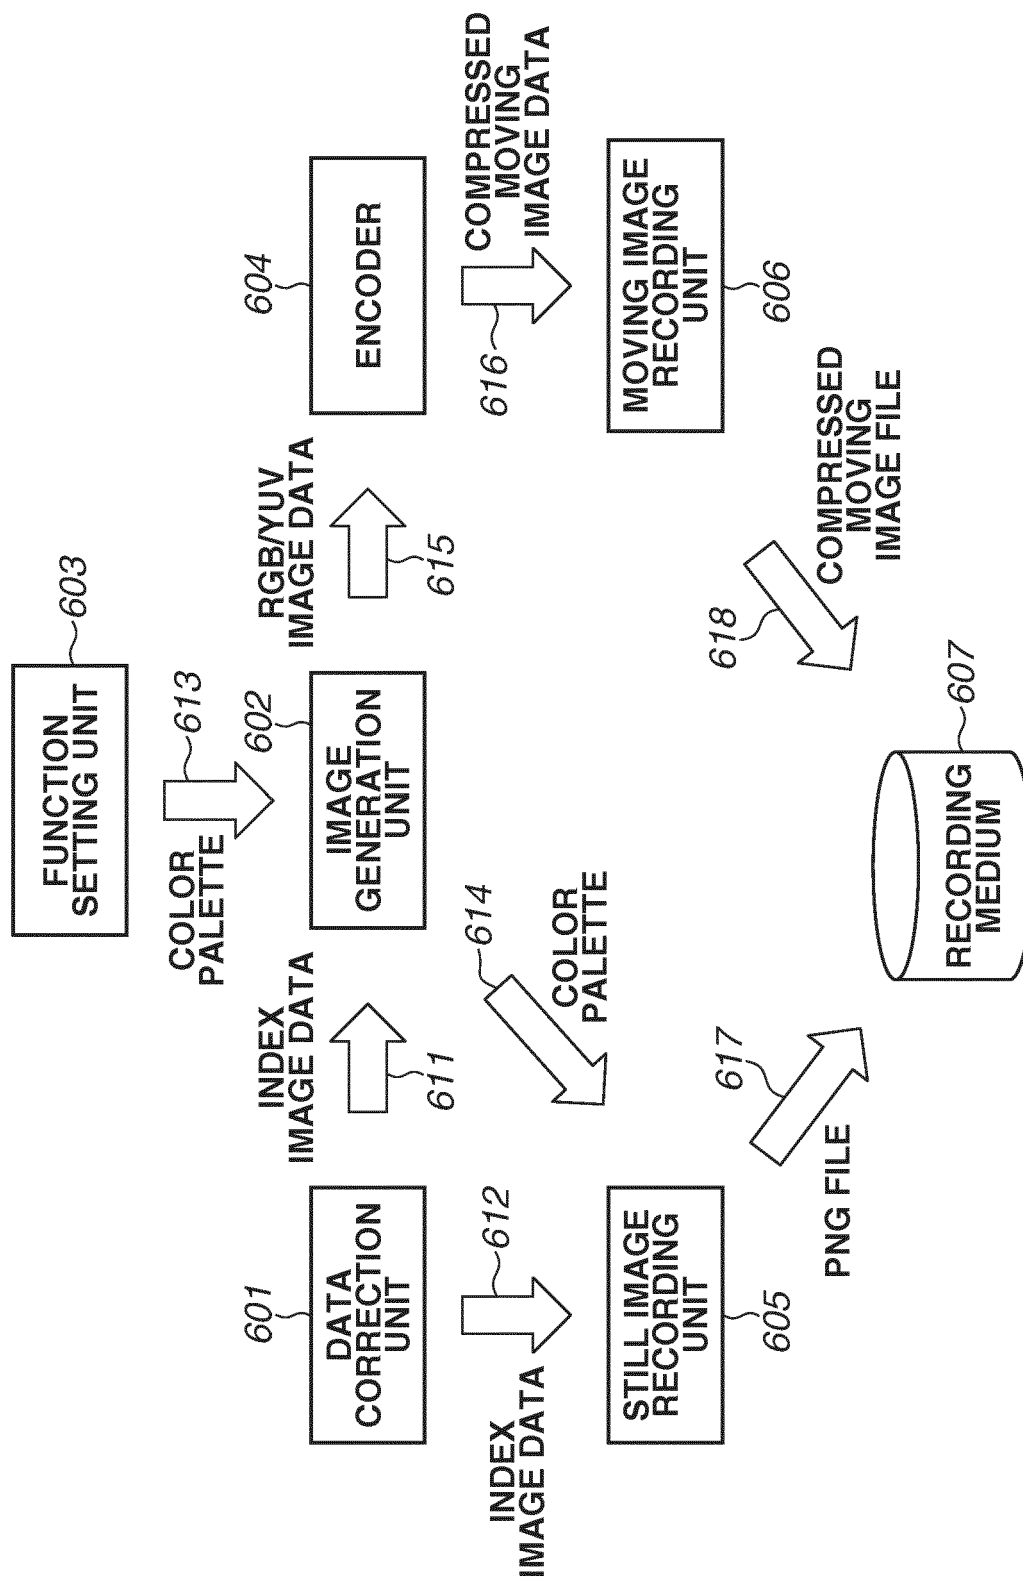 603
FUNCTION
SETTING UNIT
COLOR
PALETTE
613
601
DATA
CORRECTION
UNIT
INDEX
IMAGE DATA
611
602
IMAGE
GENERATION
UNIT
RGB/YUV
IMAGE DATA
615
604
ENCODER
INDEX
IMAGE DATA
612
614
COLOR
PALETTE
616
COMPRESSED
MOVING
IMAGE DATA
STILL IMAGE
RECORDING
UNIT
605
MOVING IMAGE
RECORDING
UNIT
606
PNG FILE
617
618
COMPRESSED
MOVING
IMAGE FILE
607
RECORDING
MEDIUM